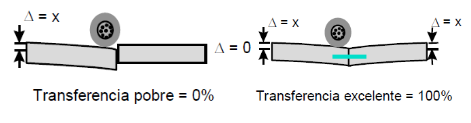 Δ = x
Δ = 0
Transferencia pobre = 0%
Δ = x
Δ = x
Transferencia excelente = 100%